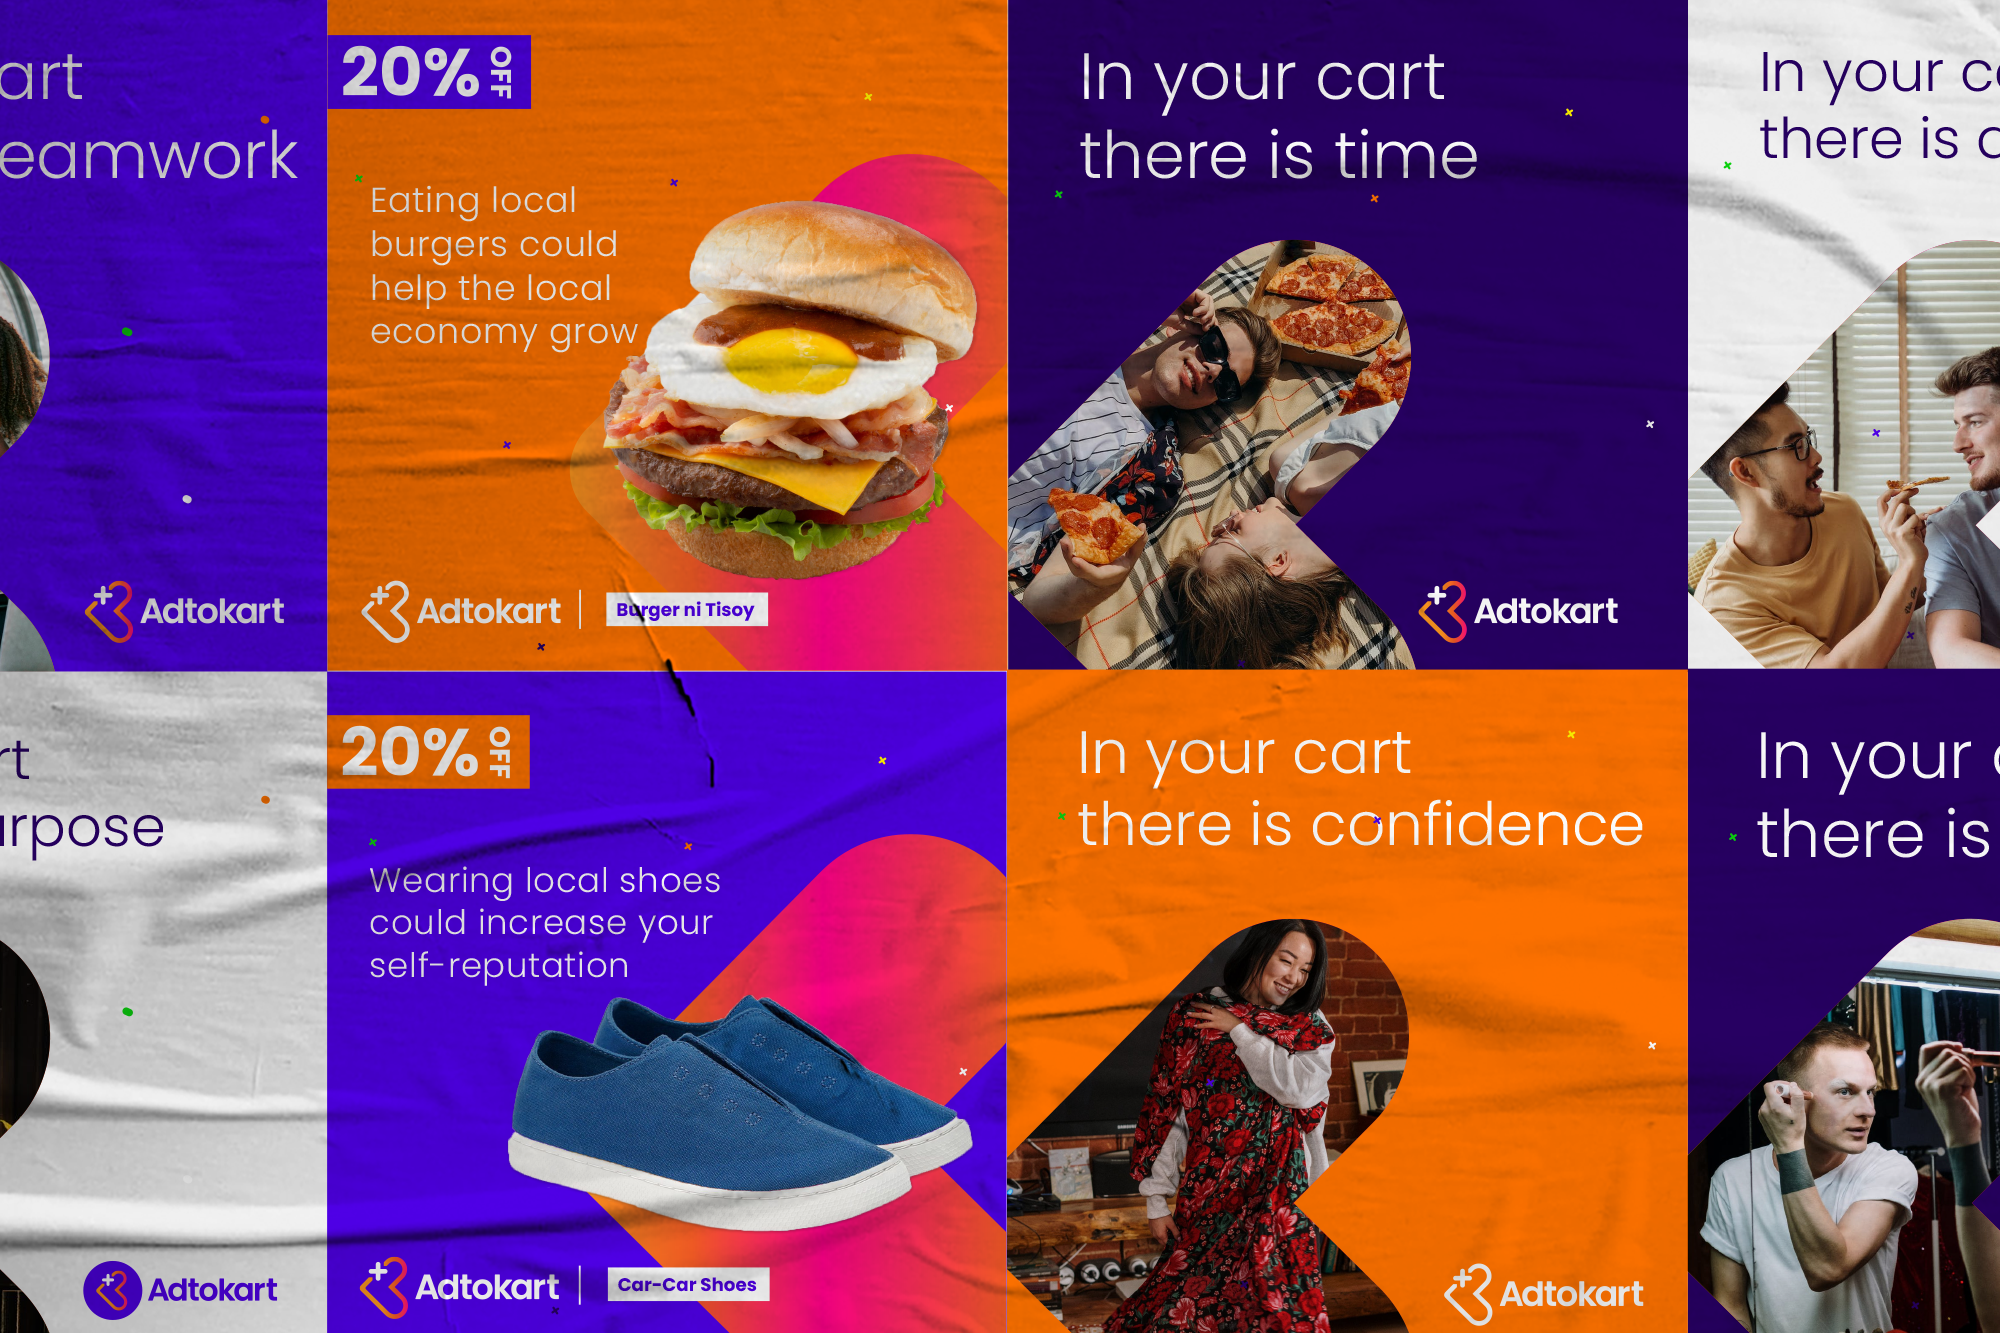 art
eamwork
Adtokart
20% OFF
Eating local
burgers could
help the local
economy grow
Adtokart
Burger ni Tisoy
In your cart
there is time
Adtokart
In your c
there is
rt
rpose
Adtokart
20% OFF
Wearing local shoes
could increase your
self-reputation
Adtokart
Car-Car Shoes
In your cart
there is confidence
SAMSUNG
Adtokart
In your
there is